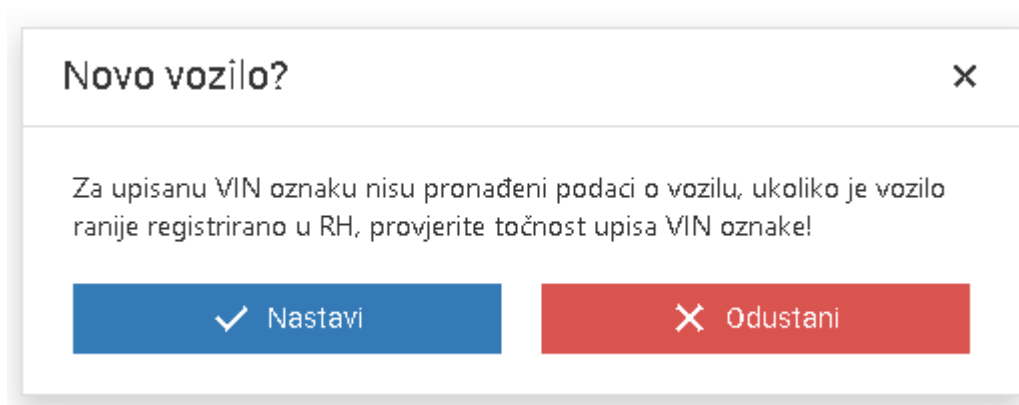 Novo vozilo?
Za upisanu VIN oznaku nisu pronađeni podaci o vozilu, ukoliko je vozilo
ranije registrirano u RH, provjerite točnost upisa VIN oznake!
Nastavi
Odustani